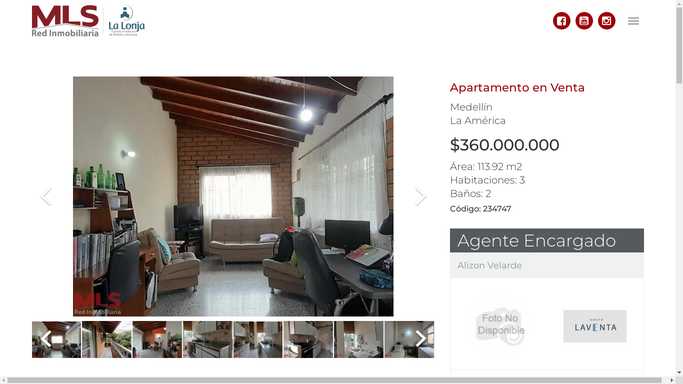 MLS
Red Inmobiliaria
La Lonja
Apartamento en Venta
Medellín
La América
$360.000.000
Área: 113.92 m2
Habitaciones: 3
Baños: 2
Código: 234747
MLS
Red Inmobiliaria
Agente Encargado
Alizon Velarde
Foto No
Disponible
LAVENTA